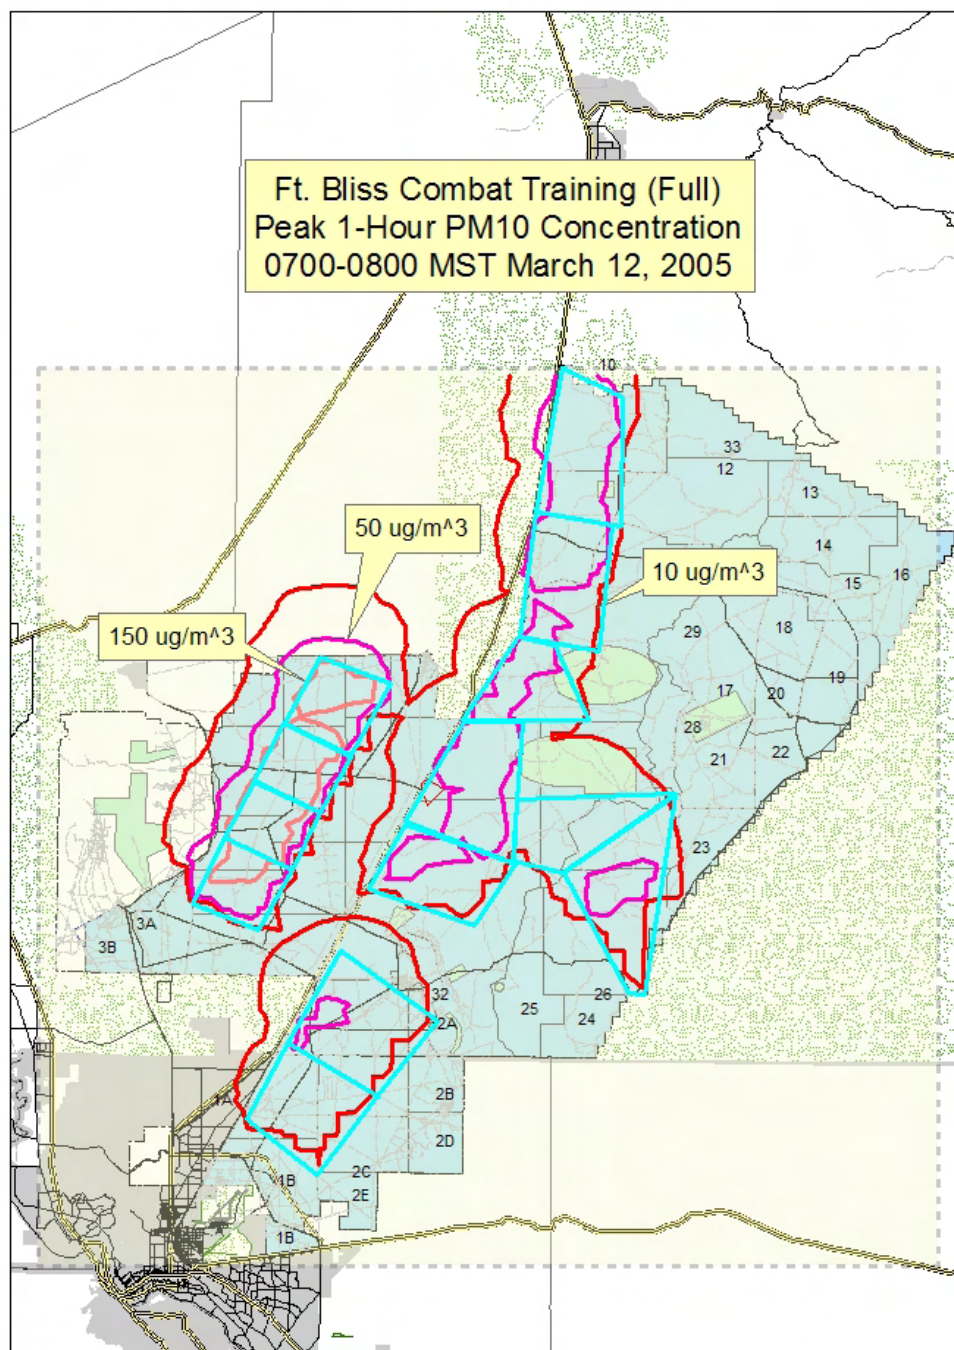 Ft. Bliss Combat Training (Full)
Peak 1-Hour PM10 Concentration
0700-0800 MST March 12, 2005
10
33
12
13
50 ug/m^3
14
10 ug/m^3
15
16
150 ug/m^3
29
18
19
17
20
28
21
22
23
3A
3B
32
26
25
24
2A
2B
1A
2D
1B
2C
2E
1B